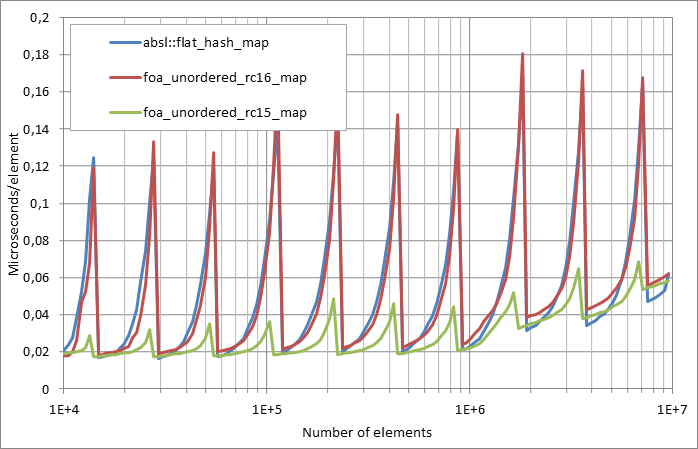 0,2
0,18
0,16
0,14
0,12
0,1
0,08
0,06
0,04
0,02
0
Microseconds/element
absl::flat_hash_map
foa_unordered_rc16_map
foa_unordered_rc15_map
1E+4 1E+5 1E+6 1E+7
Number of elements